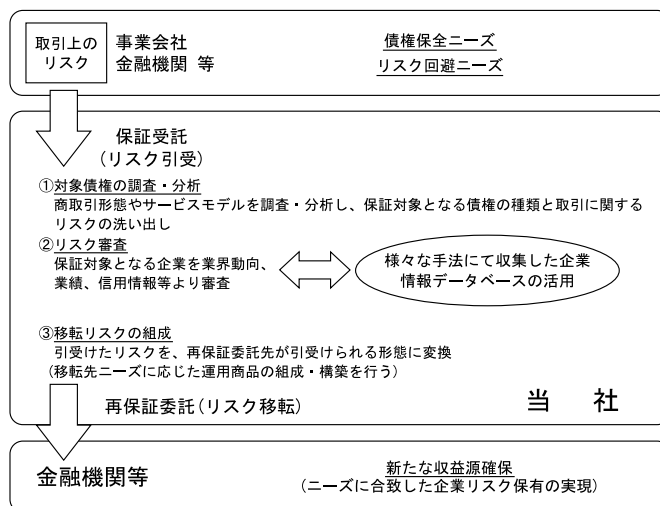 取引上の
リスク
事業会社
金融機関 等
債権保全ニーズ
リスク回避ニーズ
保証受託
(リスク引受)
①対象債権の調査・分析
商取引形態やサービスモデルを調査・分析し、保証対象となる債権の種類と取引に関する
リスクの洗い出し
②リスク審査
保証対象となる企業を業界動向、
業績、信用情報等より審査
様々な手法にて収集した企業
情報データベースの活用
③移転リスクの組成
引受けたリスクを、再保証委託先が引受けられる形態に変換
(移転先ニーズに応じた運用商品の組成・構築を行う)
再保証委託(リスク移転)
当 社
金融機関等
新たな収益源確保
(ニーズに合致した企業リスク保有の実現)